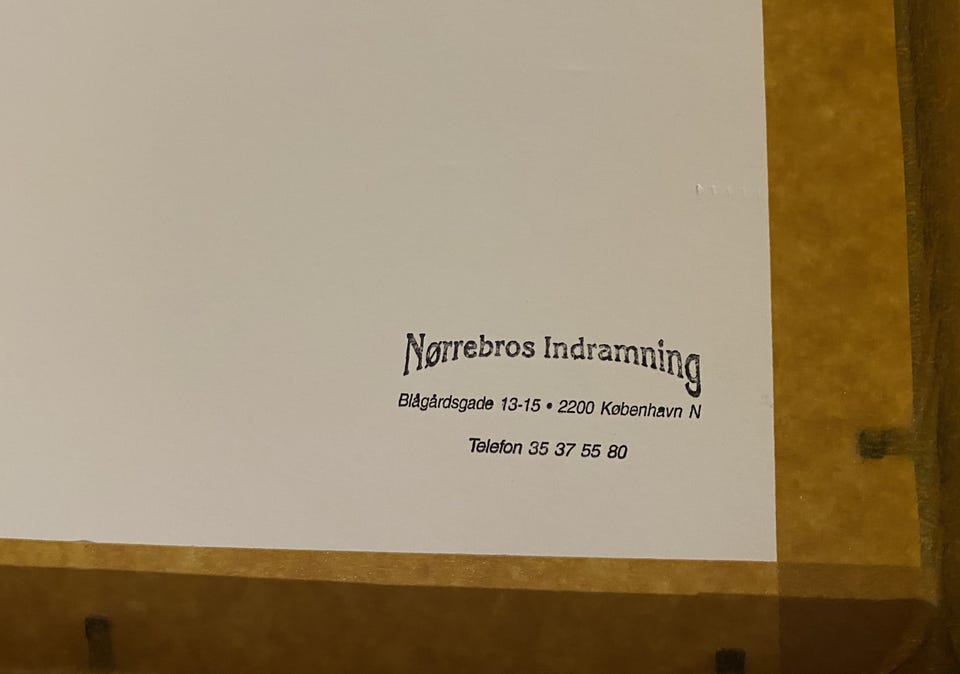 Nørrebros Indramning
Blågårdsgade 13-15 • 2200 København N
Telefon 35 37 55 80